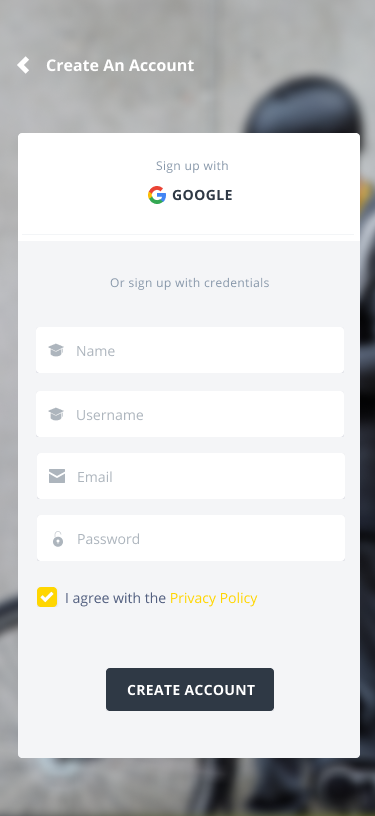 Create An Account
Sign up with
GOOGLE
Or sign up with credentials
Name
Username
Email
Password
I agree with the Privacy Policy
CREATE ACCOUNT